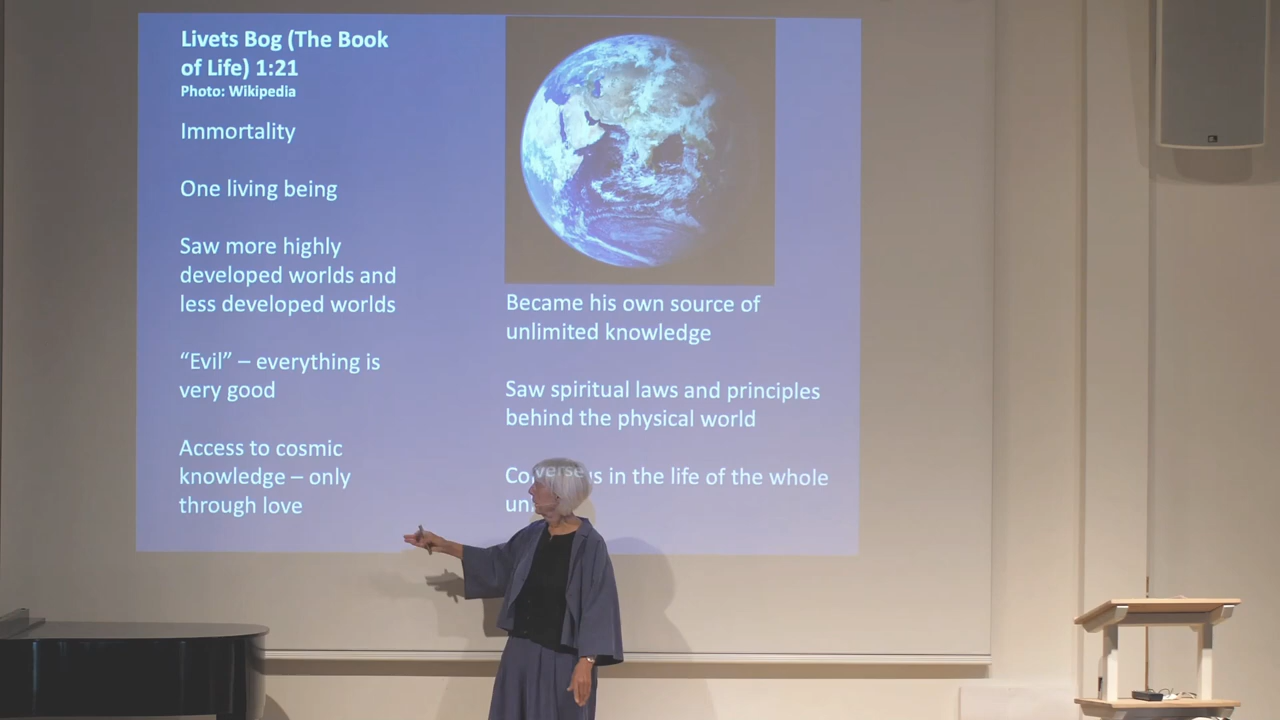 Livets Bog (The Book
of Life) 1:21
Photo: Wikipedia
Immortality
One living being
Saw more highly
developed worlds and
less developed worlds
“Evil” – everything is
very good
Access to cosmic
knowledge – only
through love
Became his own source of
unlimited knowledge
Saw spiritual laws and principles
behind the physical world
in the life of the whole